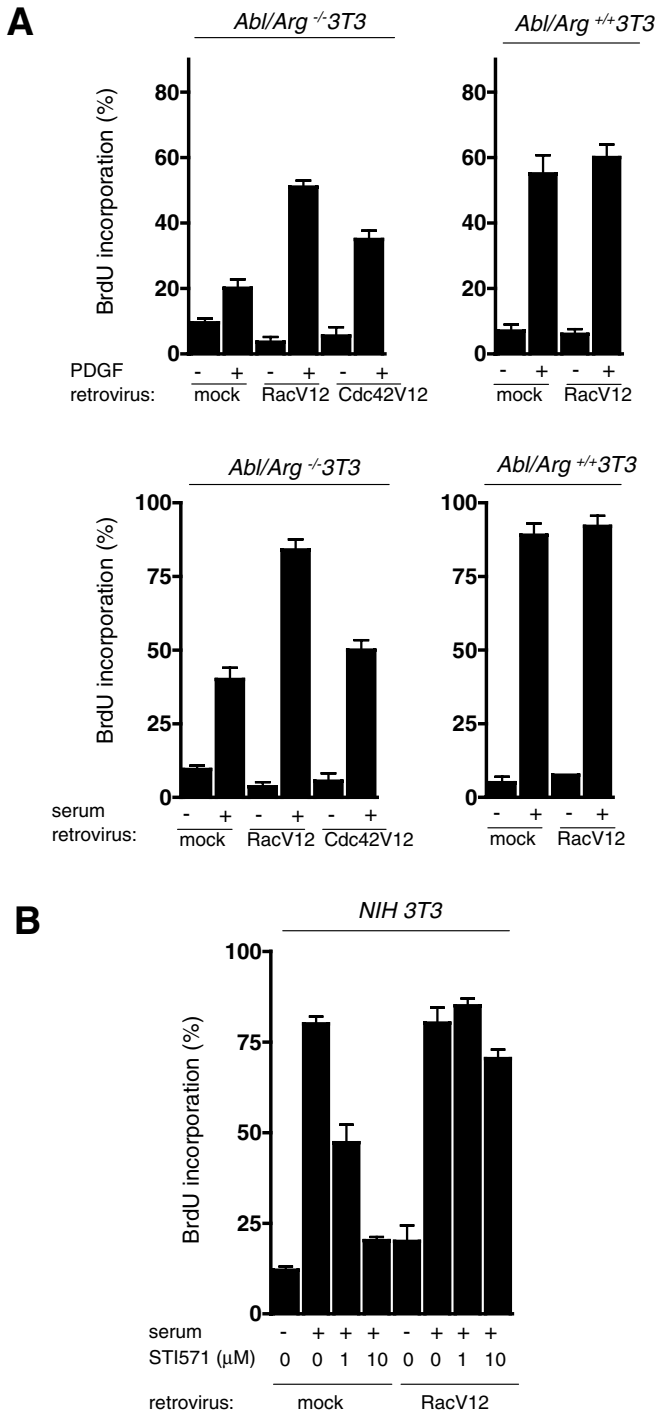 A
Abl/Arg -/-3T3
Abl/Arg +/+3T3
BrdU incorporation (%)
80
60
40
20
0
80
60
40
20
0
PDGF - + - + - + - + - +
retrovirus: mock RacV12 Cdc42V12 mock RacV12
Abl/Arg -/-3T3
Abl/Arg +/+3T3
BrdU incorporation (%)
100
75
50
25
0
100
75
50
25
0
serum - + - + - + - + - +
retrovirus: mock RacV12 Cdc42V12 mock RacV12
B
NIH 3T3
BrdU incorporation (%)
100
75
50
25
0
serum - + + + - + + +
STI571 (μM) 0 0 1 10 0 0 1 10
retrovirus: mock RacV12